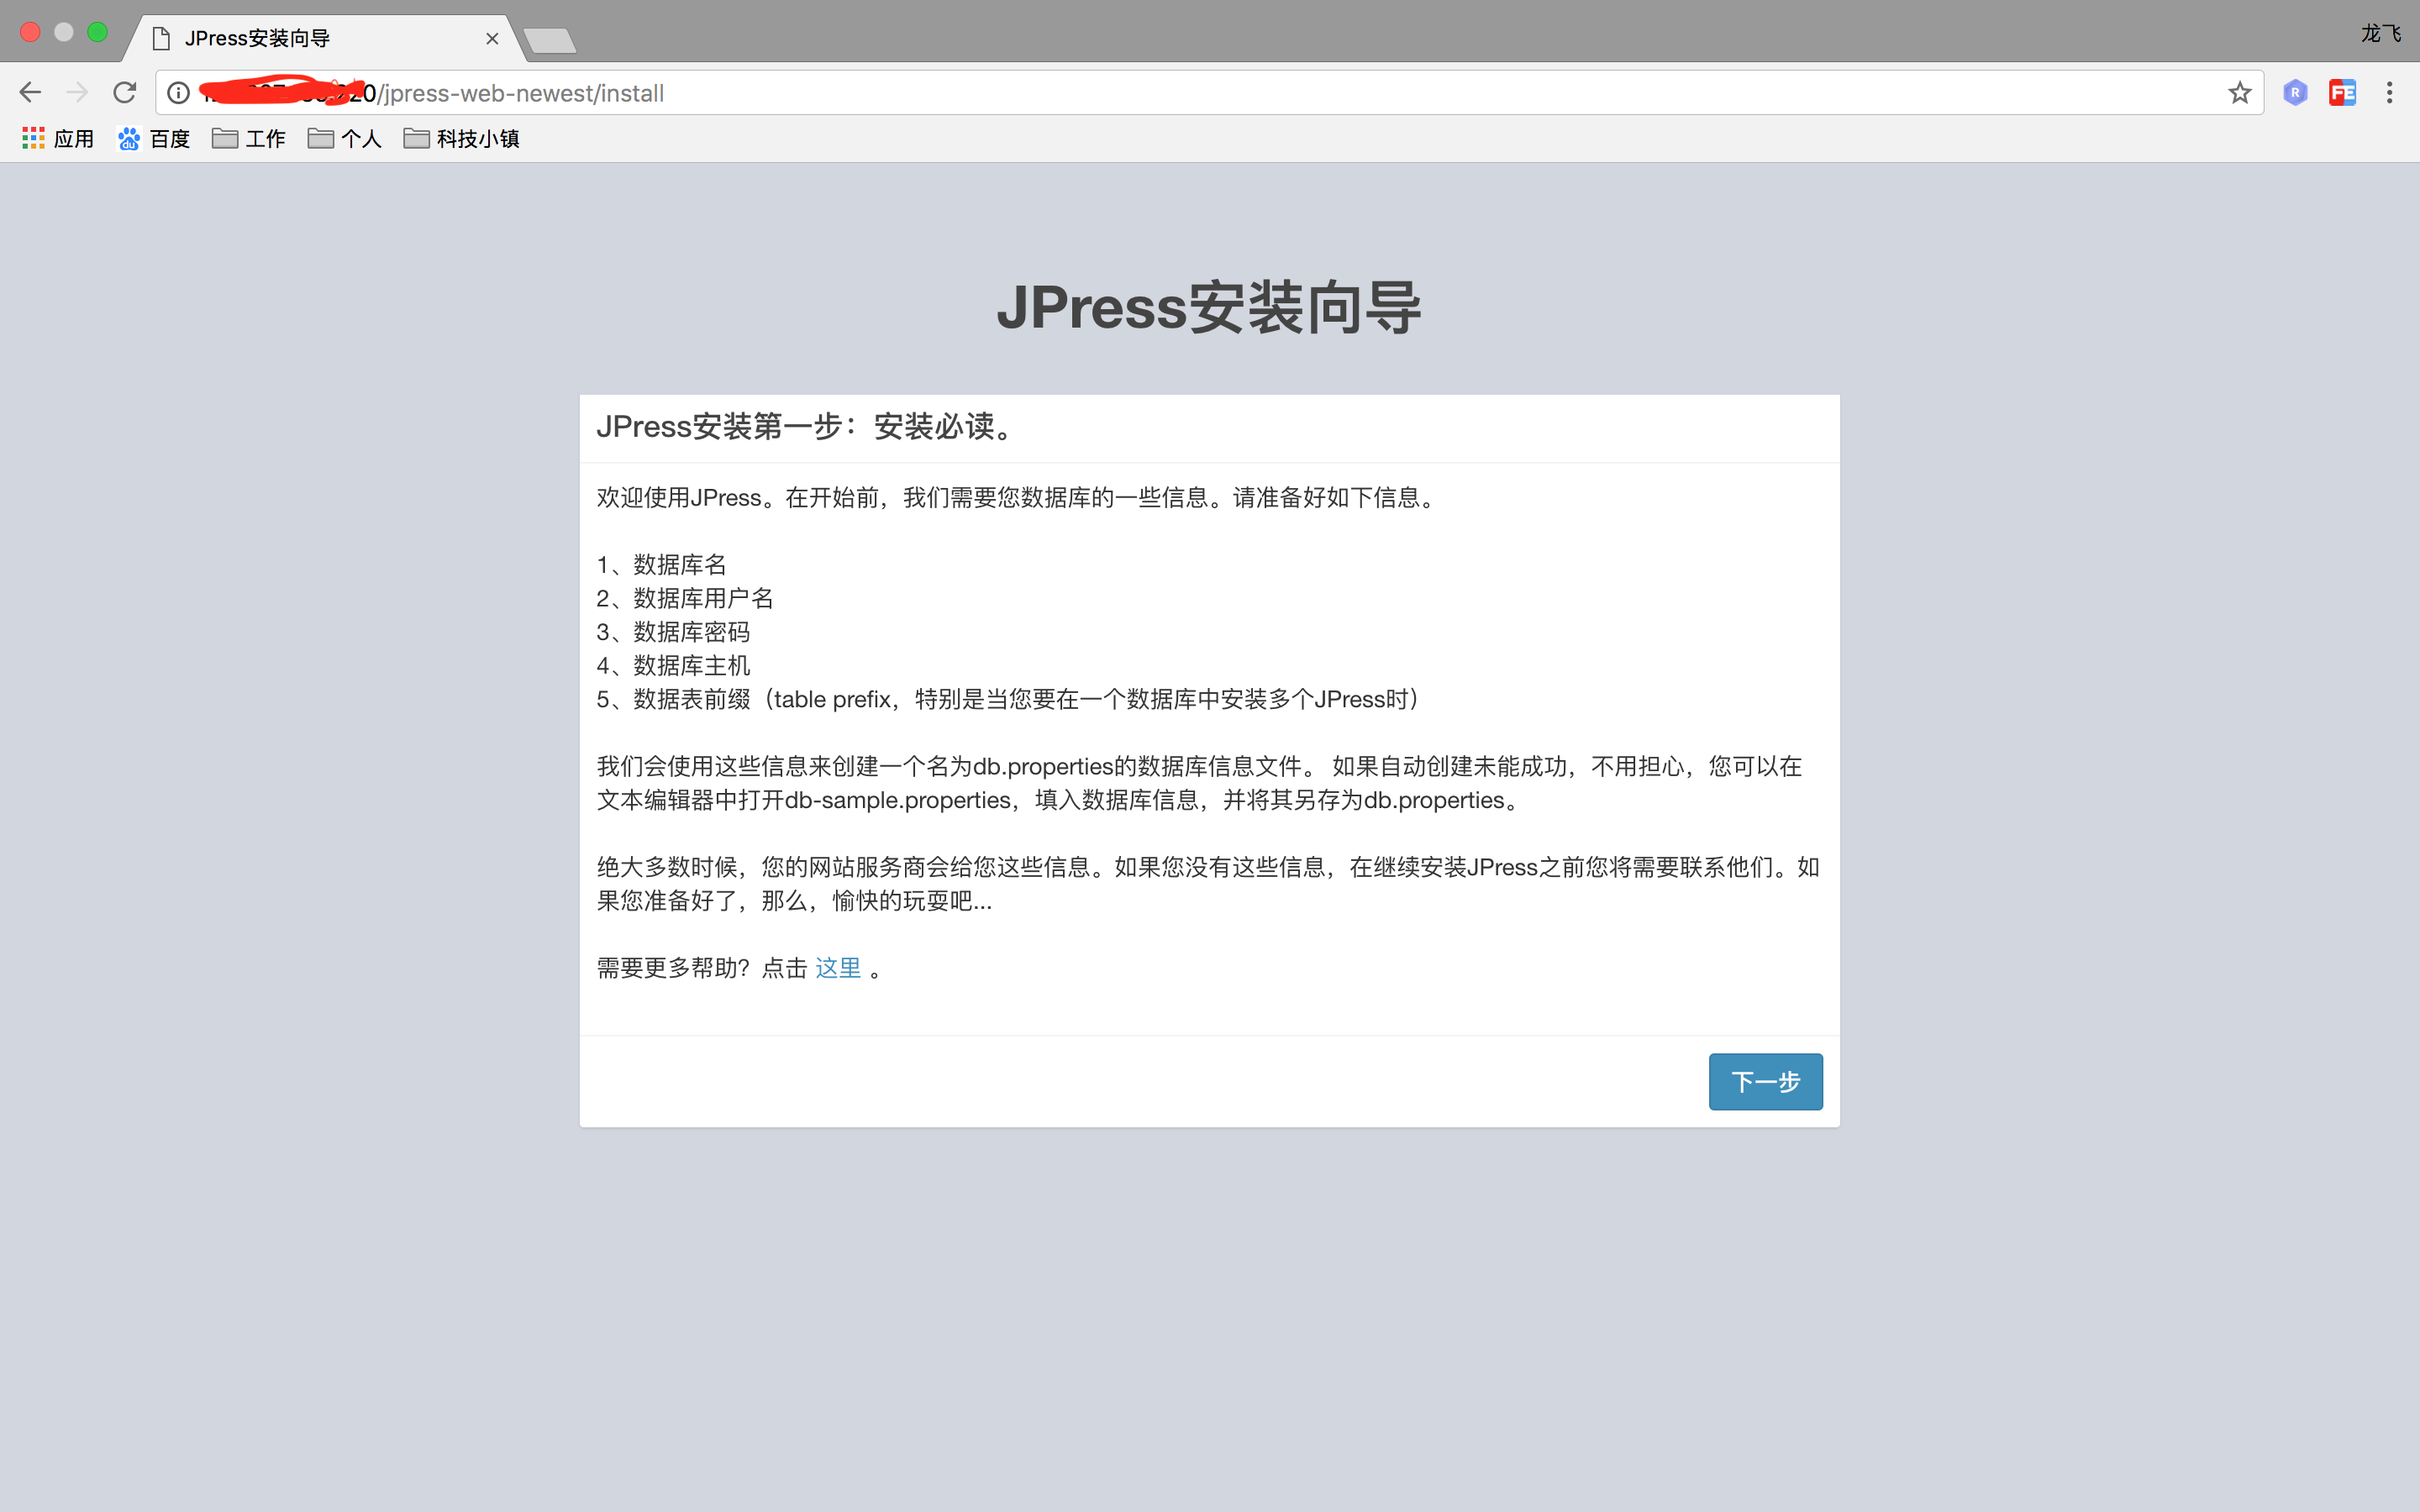 JPress安装向导
龙飞
20/jpress-web-newest/install
应用 百度 工作 个人 科技小镇
JPress安装向导
JPress安装第一步：安装必读。
欢迎使用JPress。在开始前，我们需要您数据库的一些信息。请准备好如下信息。
1、数据库名
2、数据库用户名
3、数据库密码
4、数据库主机
5、数据表前缀（table prefix，特别是当您要在一个数据库中安装多个JPress时）
我们会使用这些信息来创建一个名为db.properties的数据库信息文件。 如果自动创建未能成功，不用担心，您可以在
文本编辑器中打开db-sample.properties，填入数据库信息，并将其另存为db.properties。
绝大多数时候，您的网站服务商会给您这些信息。如果您没有这些信息，在继续安装JPress之前您将需要联系他们。如
果您准备好了，那么，愉快的玩耍吧...
需要更多帮助？点击 这里 。
下一步